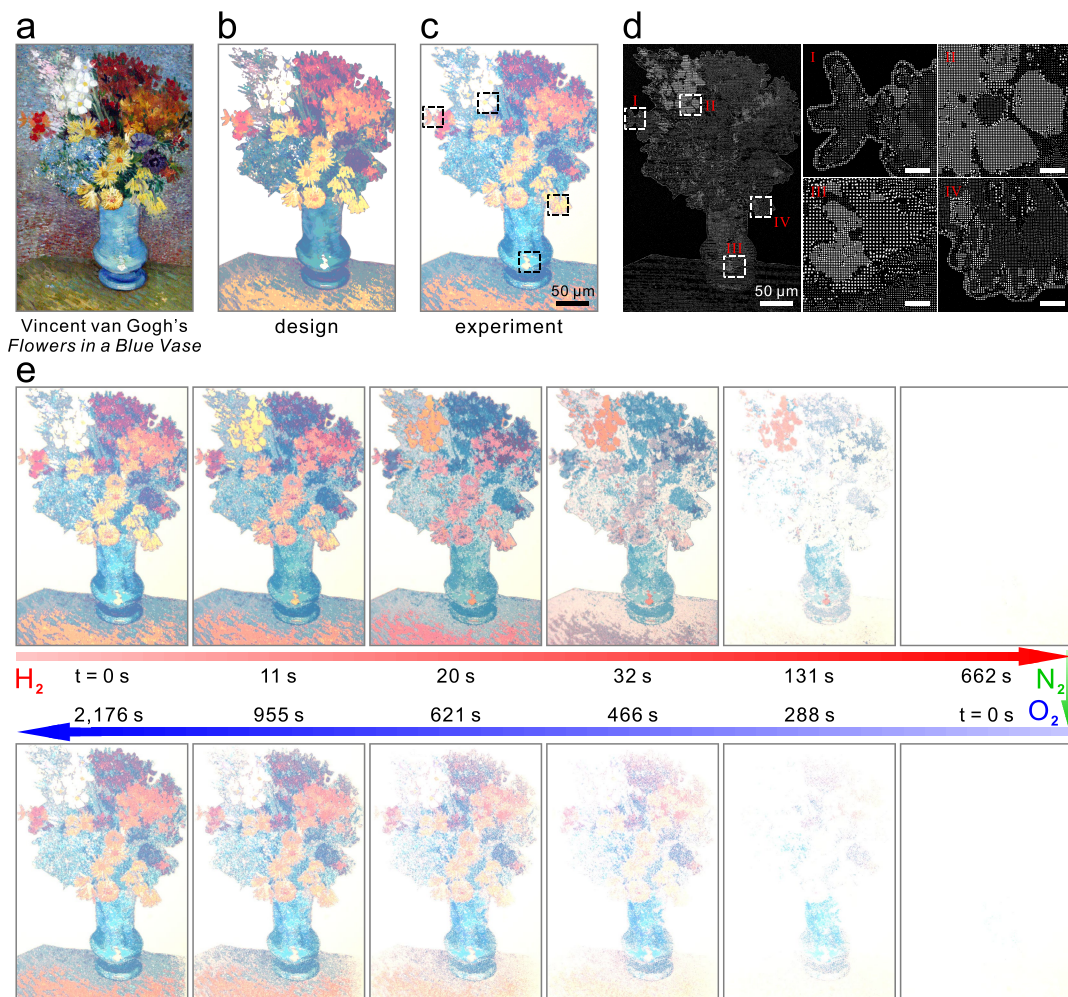 a
b
c
d
I
II
III
IV
I
II
III
IV
50 μm
50 μm
Vincent van Gogh's
Flowers in a Blue Vase
design
experiment
e
H2
t = 0 s
11 s
20 s
32 s
131 s
662 s
N2
2,176 s
955 s
621 s
466 s
288 s
t = 0 s
O2